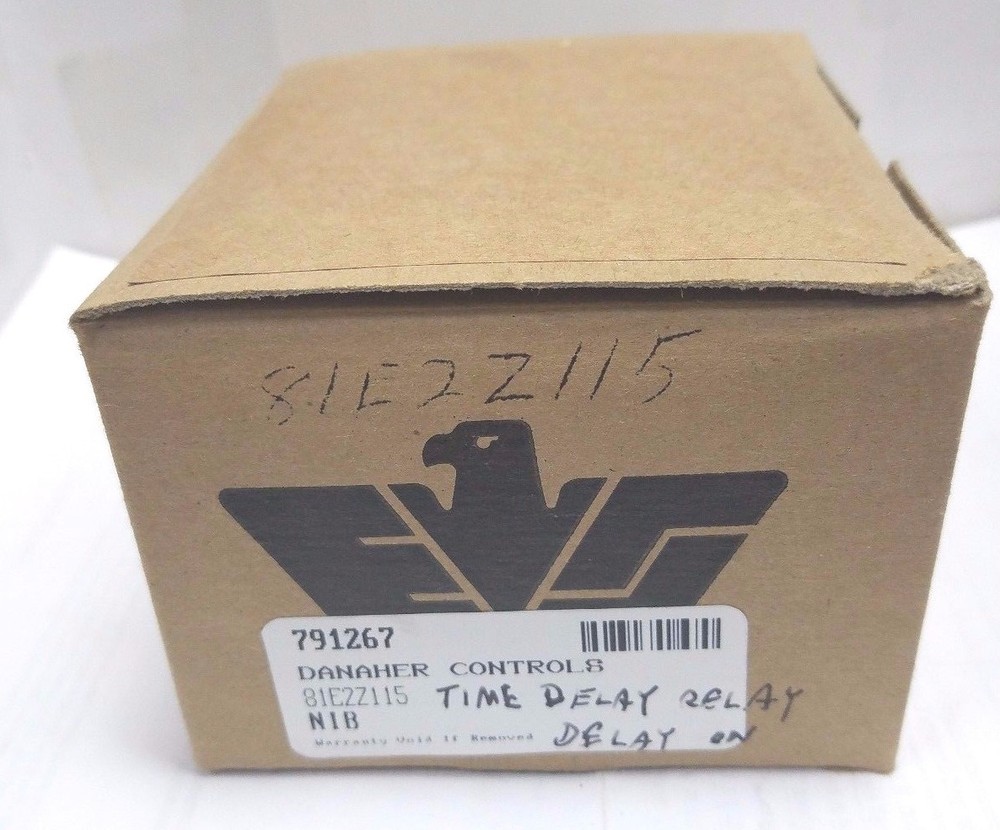 81E2Z115
791267
DANAHER CONTROLS
81E2Z115 TIME DELAY RELAY
NIB DELAY ON
Warranty Void If Removed